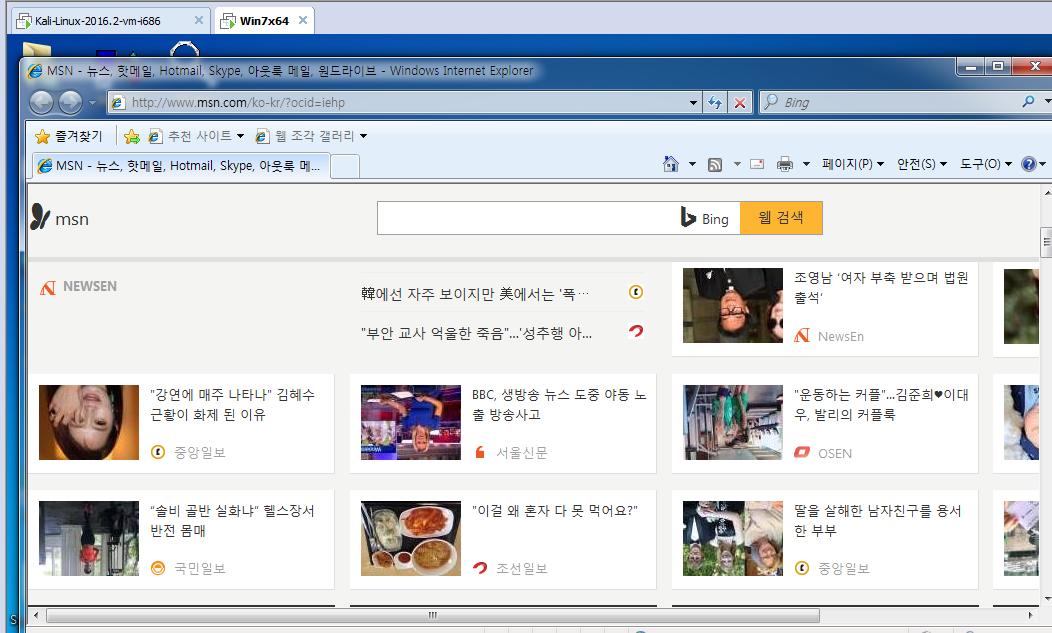 Kali-Linux-2016.2-vm-i686
Win7x64
MSN - 뉴스, 핫메일, Hotmail, Skype, 아웃룩 메일, 원드라이브 - Windows Internet Explorer
http://www.msn.com/ko-kr/?ocid=iehp
Bing
즐겨찾기
추천 사이트
웹 조각 갤러리
MSN - 뉴스, 핫메일, Hotmail, Skype, 아웃룩 메...
페이지(P)
안전(S)
도구(O)
msn
Bing
웹 검색
NEWSEN
韓에선 자주 보이지만 美에서는 '폭…
"부안 교사 억울한 죽음"...'성추행 아...
조영남 '여자 부축 받으며 법원
출석'
NewsEn
"강연에 매주 나타나" 김혜수
근황이 화제 된 이유
중앙일보
BBC, 생방송 뉴스 도중 야동 노
출 방송사고
서울신문
"운동하는 커플"...김준희♥이대
우, 발리의 커플룩
OSEN
"솔비 골반 실화냐" 헬스장서
반전 몸매
국민일보
"이걸 왜 혼자 다 못 먹어요?"
조선일보
딸을 살해한 남자친구를 용서
한 부부
중앙일보